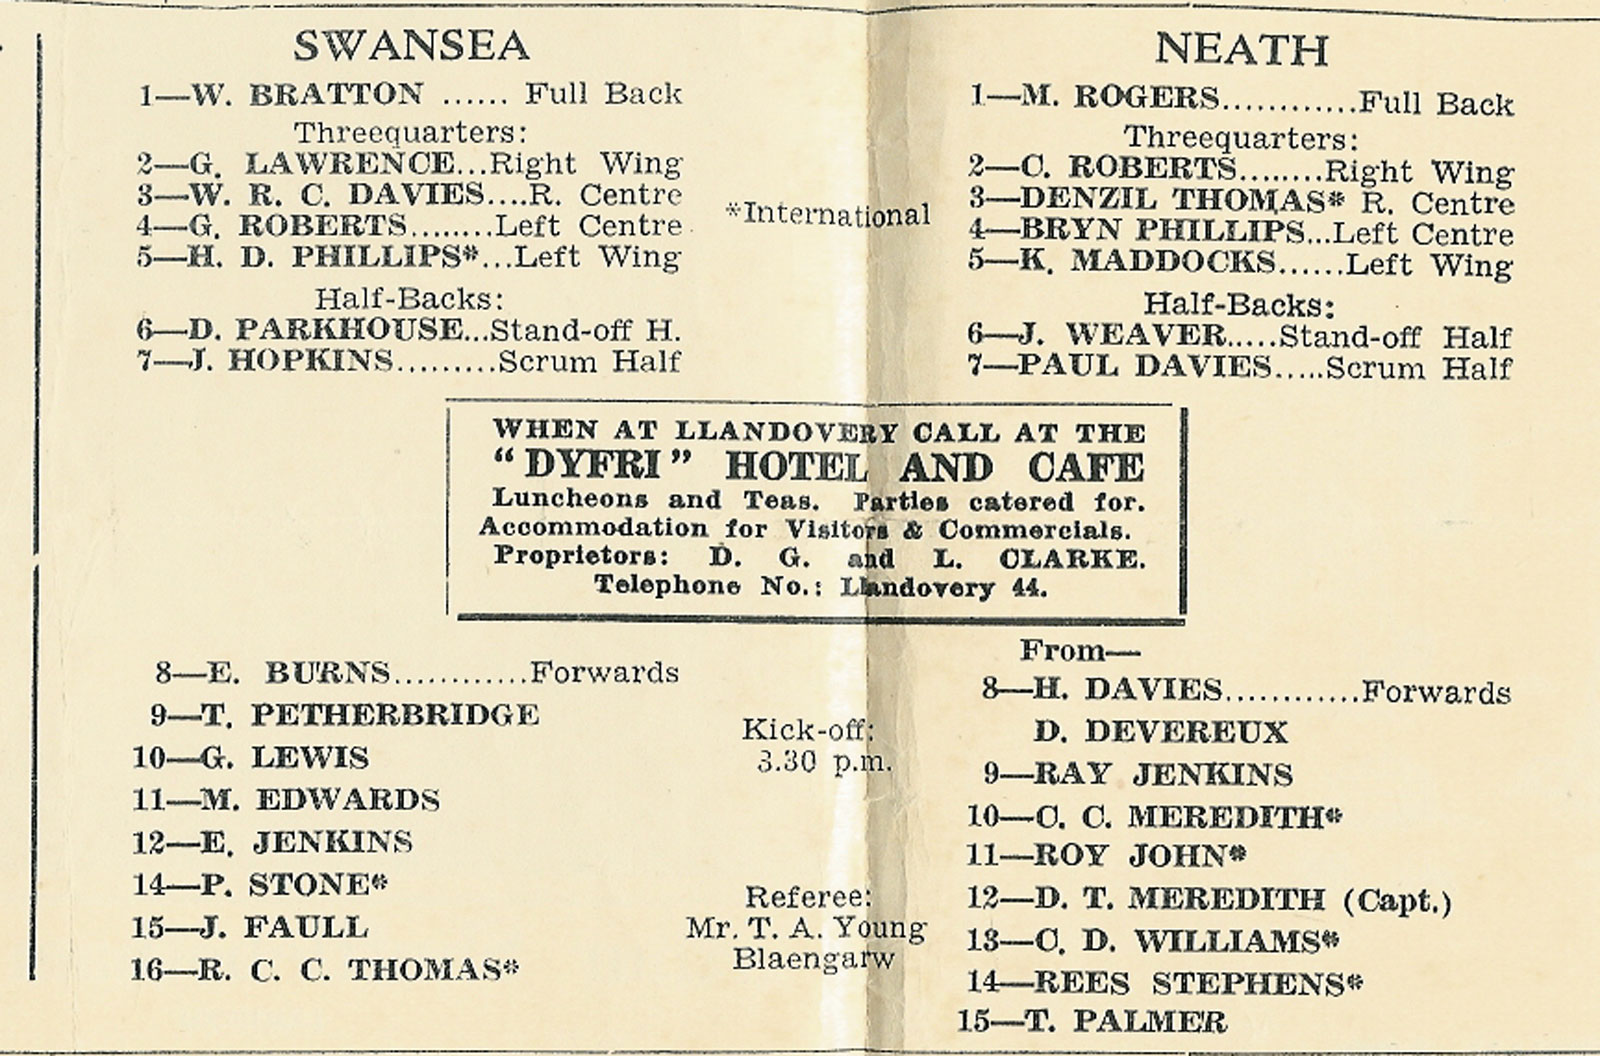 SWANSEA
1—W. BRATTON ...... Full Back
Threequarters:
2—G. LAWRENCE...Right Wing
3—W. R. C. DAVIES....R. Centre
4—G. ROBERTS........Left Centre
5—H. D. PHILLIPS*...Left Wing
Half-Backs:
6—D. PARKHOUSE...Stand-off H.
7—J. HOPKINS.........Scrum Half
*International
NEATH
1—M. ROGERS............Full Back
Threequarters:
2—C. ROBERTS........Right Wing
3—DENZIL THOMAS* R. Centre
4—BRYN PHILLIPS...Left Centre
5—K. MADDOCKS......Left Wing
Half-Backs:
6—J. WEAVER.....Stand-off Half
7—PAUL DAVIES.....Scrum Half
WHEN AT LLANDOVERY CALL AT THE
"DYFRI" HOTEL AND CAFE
Luncheons and Teas. Parties catered for.
Accommodation for Visitors & Commercials.
Proprietors: D. G. and L. CLARKE.
Telephone No.: Llandovery 44.
8—E. BURNS............Forwards
9—T. PETHERBRIDGE
10—G. LEWIS
11—M. EDWARDS
12—E. JENKINS
14—P. STONE*
15—J. FAULL
16—R. C. C. THOMAS*
Kick-off:
3.30 p.m.
Referee:
Mr. T. A. Young
Blaengarw
From—
8—H. DAVIES............Forwards
D. DEVEREUX
9—RAY JENKINS
10—C. C. MEREDITH*
11—ROY JOHN*
12—D. T. MEREDITH (Capt.)
13—C. D. WILLIAMS*
14—REES STEPHENS*
15—T. PALMER